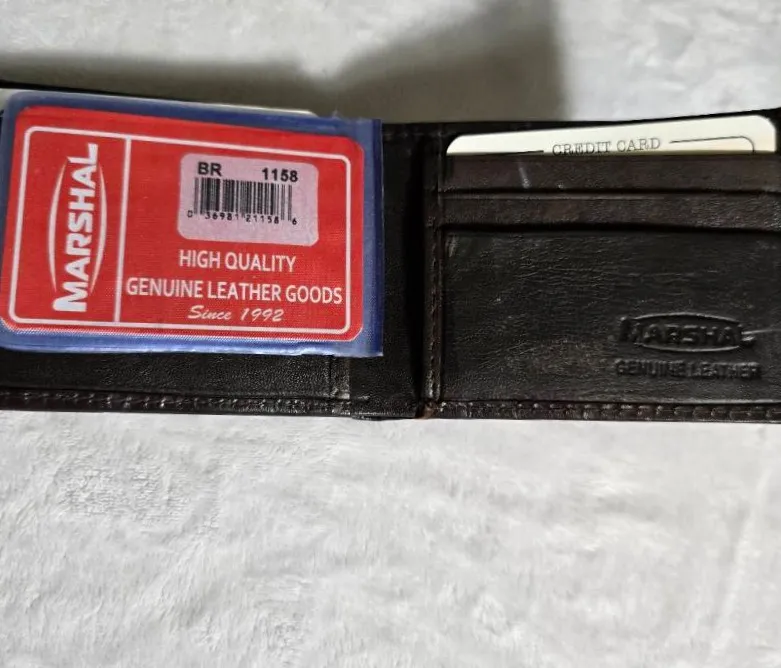 MARSHAL
BR 1158
0 36981 21158 6
HIGH QUALITY
GENUINE LEATHER GOODS
Since 1992
CREDIT CARD
MARSHAL
GENUINE LEATHER